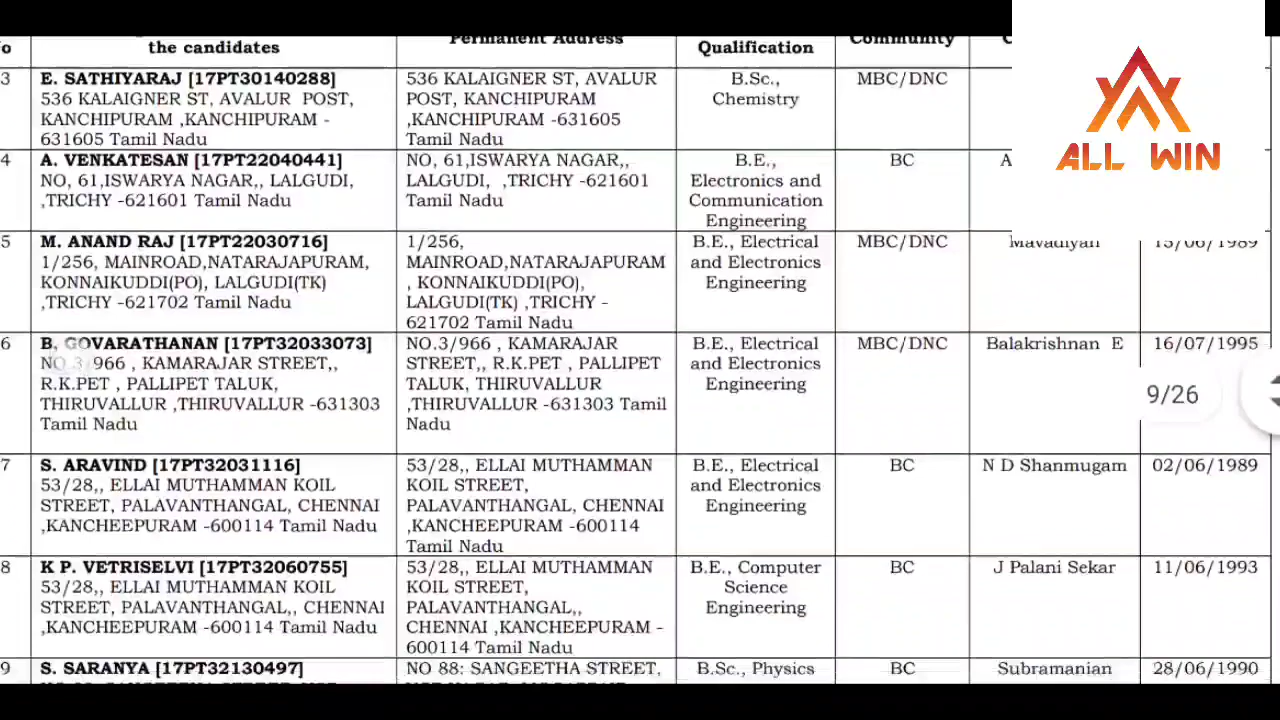 o
the candidates
Permanent Address
Qualification
Community
C
3
E. SATHIYARAJ [17PT30140288]
536 KALAIGNER ST, AVALUR POST,
KANCHIPURAM ,KANCHIPURAM -
631605 Tamil Nadu
536 KALAIGNER ST, AVALUR
POST, KANCHIPURAM
,KANCHIPURAM -631605
Tamil Nadu
B.Sc.,
Chemistry
MBC/DNC
4
A. VENKATESAN [17PT22040441]
NO, 61,ISWARYA NAGAR,, LALGUDI,
,TRICHY -621601 Tamil Nadu
NO, 61,ISWARYA NAGAR,,
LALGUDI, ,TRICHY -621601
Tamil Nadu
B.E.,
Electronics and
Communication
Engineering
BC
A
ALL WIN
5
M. ANAND RAJ [17PT22030716]
1/256, MAINROAD,NATARAJAPURAM,
KONNAIKUDDI(PO), LALGUDI(TK)
,TRICHY -621702 Tamil Nadu
1/256,
MAINROAD,NATARAJAPURAM
, KONNAIKUDDI(PO),
LALGUDI(TK) ,TRICHY -
621702 Tamil Nadu
B.E., Electrical
and Electronics
Engineering
MBC/DNC
Mavadiyan
15/06/1989
6
B. GOVARATHANAN [17PT32033073]
NO.3/966 , KAMARAJAR STREET,,
R.K.PET , PALLIPET TALUK,
THIRUVALLUR ,THIRUVALLUR -631303
Tamil Nadu
NO.3/966 , KAMARAJAR
STREET,, R.K.PET , PALLIPET
TALUK, THIRUVALLUR
,THIRUVALLUR -631303 Tamil
Nadu
B.E., Electrical
and Electronics
Engineering
MBC/DNC
Balakrishnan E
16/07/1995
9/26
7
S. ARAVIND [17PT32031116]
53/28,, ELLAI MUTHAMMAN KOIL
STREET, PALAVANTHANGAL, CHENNAI
,KANCHEEPURAM -600114 Tamil Nadu
53/28,, ELLAI MUTHAMMAN
KOIL STREET,
PALAVANTHANGAL, CHENNAI
,KANCHEEPURAM -600114
Tamil Nadu
B.E., Electrical
and Electronics
Engineering
BC
N D Shanmugam
02/06/1989
8
K P. VETRISELVI [17PT32060755]
53/28,, ELLAI MUTHAMMAN KOIL
STREET, PALAVANTHANGAL,, CHENNAI
,KANCHEEPURAM -600114 Tamil Nadu
53/28,, ELLAI MUTHAMMAN
KOIL STREET,
PALAVANTHANGAL,,
CHENNAI ,KANCHEEPURAM -
600114 Tamil Nadu
B.E., Computer
Science
Engineering
BC
J Palani Sekar
11/06/1993
9
S. SARANYA [17PT32130497]
NO 88: SANGEETHA STREET,
B.Sc., Physics
BC
Subramanian
28/06/1990